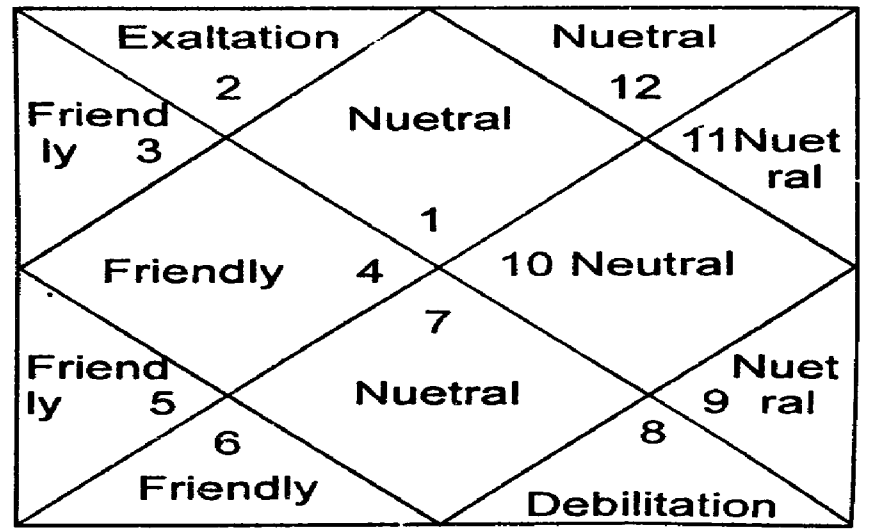 Exaltation
2
Nuetral
12
Friend
ly 3
Nuetral
1
11Nuet
ral
Friendly 4
10 Neutral
7
Nuetral
Friend
ly 5
6
Friendly
Nuet
9 ral
8
Debilitation